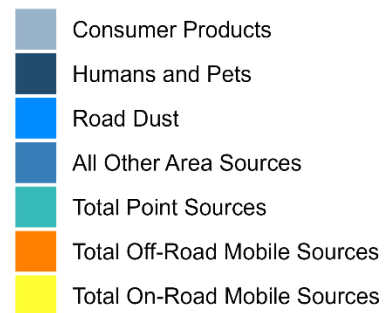 Consumer Products
Humans and Pets
Road Dust
All Other Area Sources
Total Point Sources
Total Off-Road Mobile Sources
Total On-Road Mobile Sources